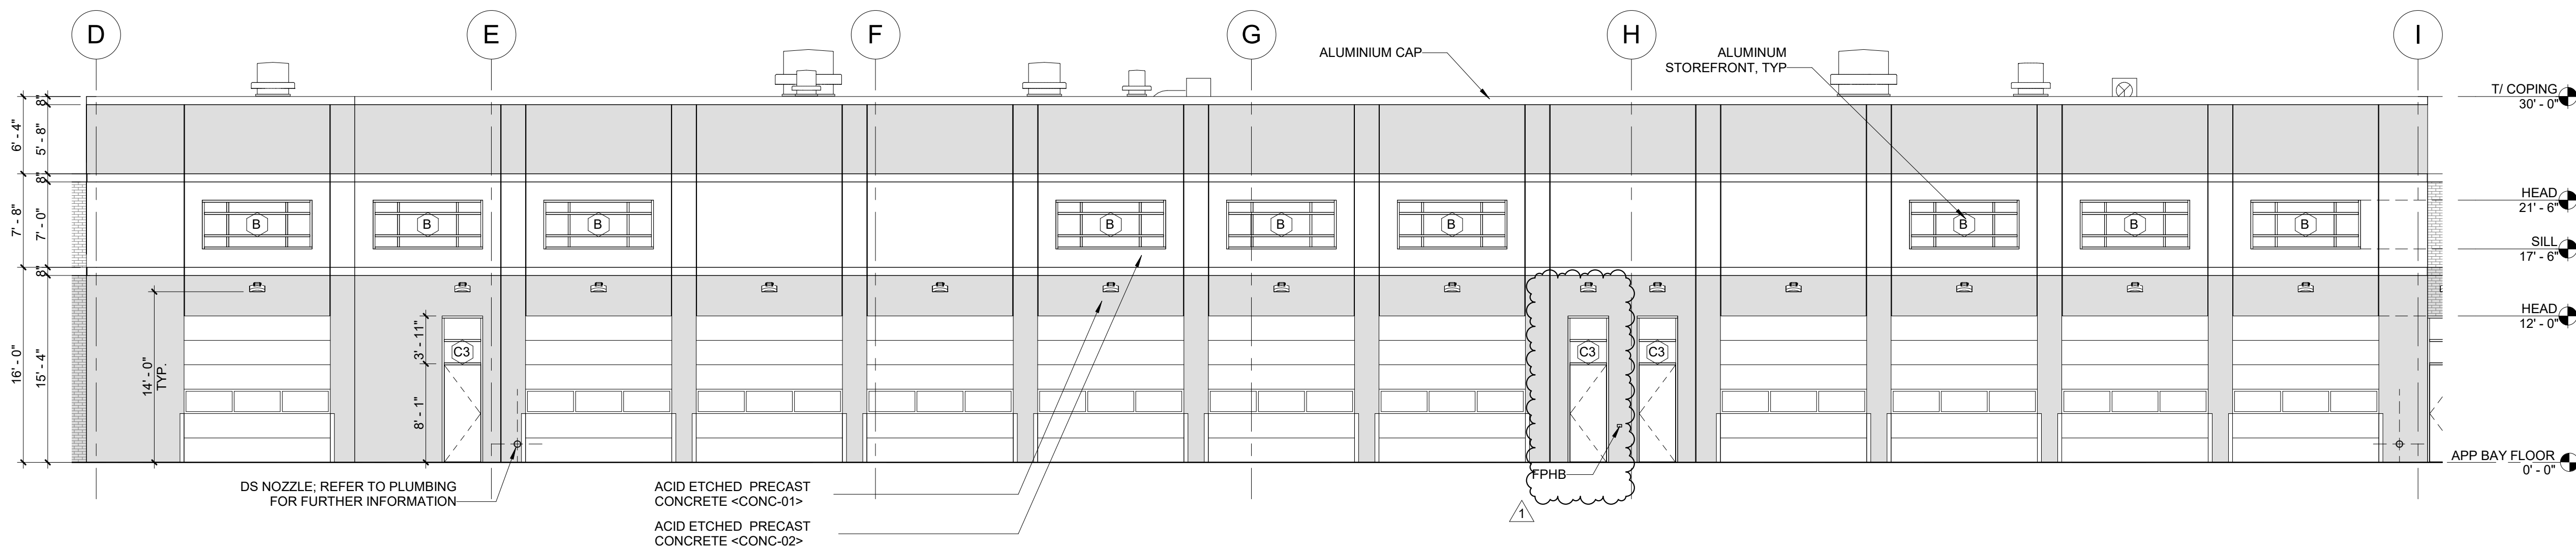 D
E
F
G
H
I
ALUMINIUM CAP
ALUMINUM
STOREFRONT, TYP
T/ COPING
30' - 0"
8"
6' - 4"
5' - 8"
8"
7' - 8"
7' - 0"
HEAD
21' - 6"
B
B
B
B
B
B
B
B
B
SILL
17' - 6"
8"
HEAD
12' - 0"
3' - 11"
C3
C3
C3
16' - 0"
15' - 4"
14' - 0"
TYP.
8' - 1"
APP BAY FLOOR
0' - 0"
FPHB
DS NOZZLE; REFER TO PLUMBING
FOR FURTHER INFORMATION
ACID ETCHED PRECAST
CONCRETE <CONC-01>
1
ACID ETCHED PRECAST
CONCRETE <CONC-02>